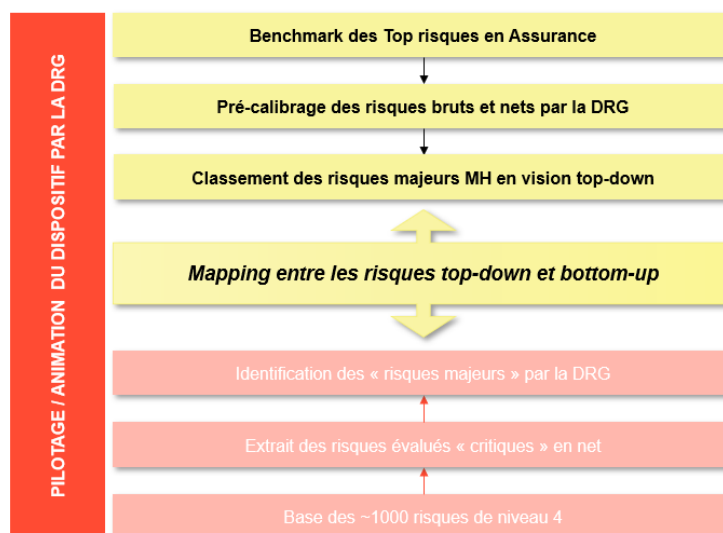 PILOTAGE / ANIMATION DU DISPOSITIF PAR LA DRG
Benchmark des Top risques en Assurance
Pré-calibrage des risques bruts et nets par la DRG
Classement des risques majeurs MH en vision top-down
Mapping entre les risques top-down et bottom-up
Identification des « risques majeurs » par la DRG
Extrait des risques évalués « critiques » en net
Base des ~1000 risques de niveau 4